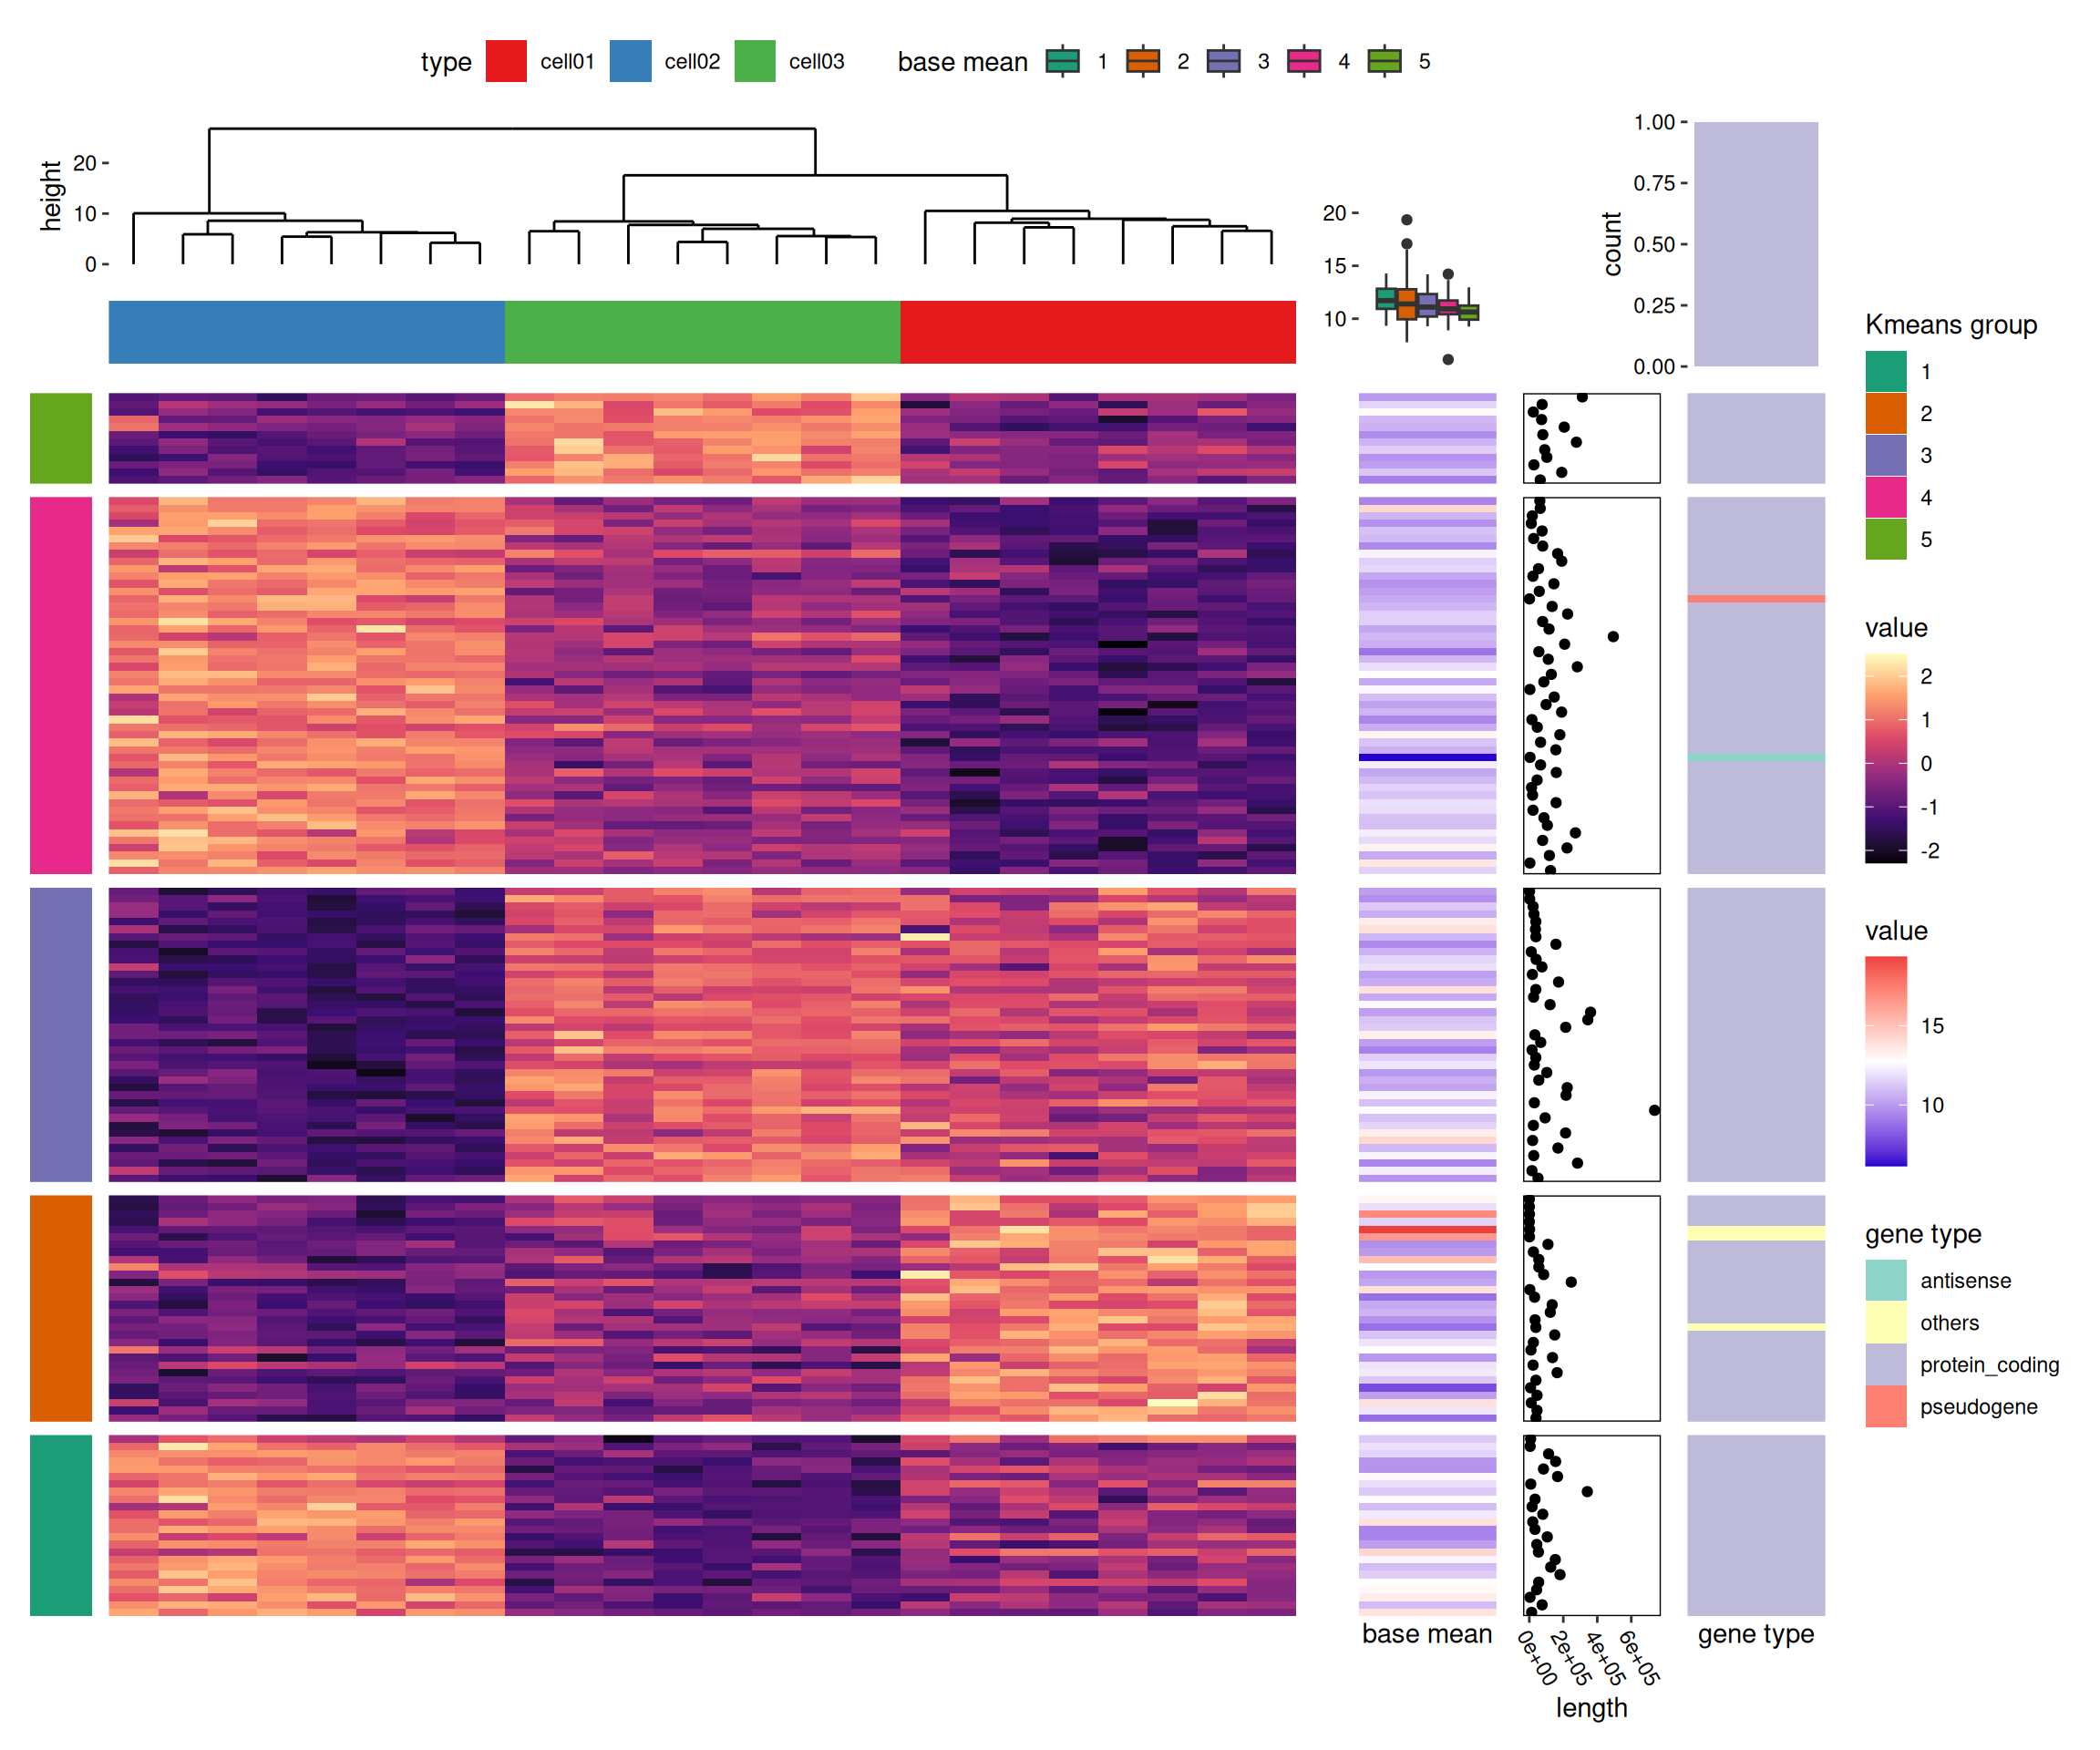 type cell01 cell02 cell03 base mean 1 2 3 4 5
height
20
10
0
20
15
10
count
1.00
0.75
0.50
0.25
0.00
Kmeans group
1
2
3
4
5
value
2
1
0
-1
-2
value
15
10
gene type
antisense
others
protein_coding
pseudogene
base mean
0e+00
2e+05
4e+05
6e+05
length
gene type